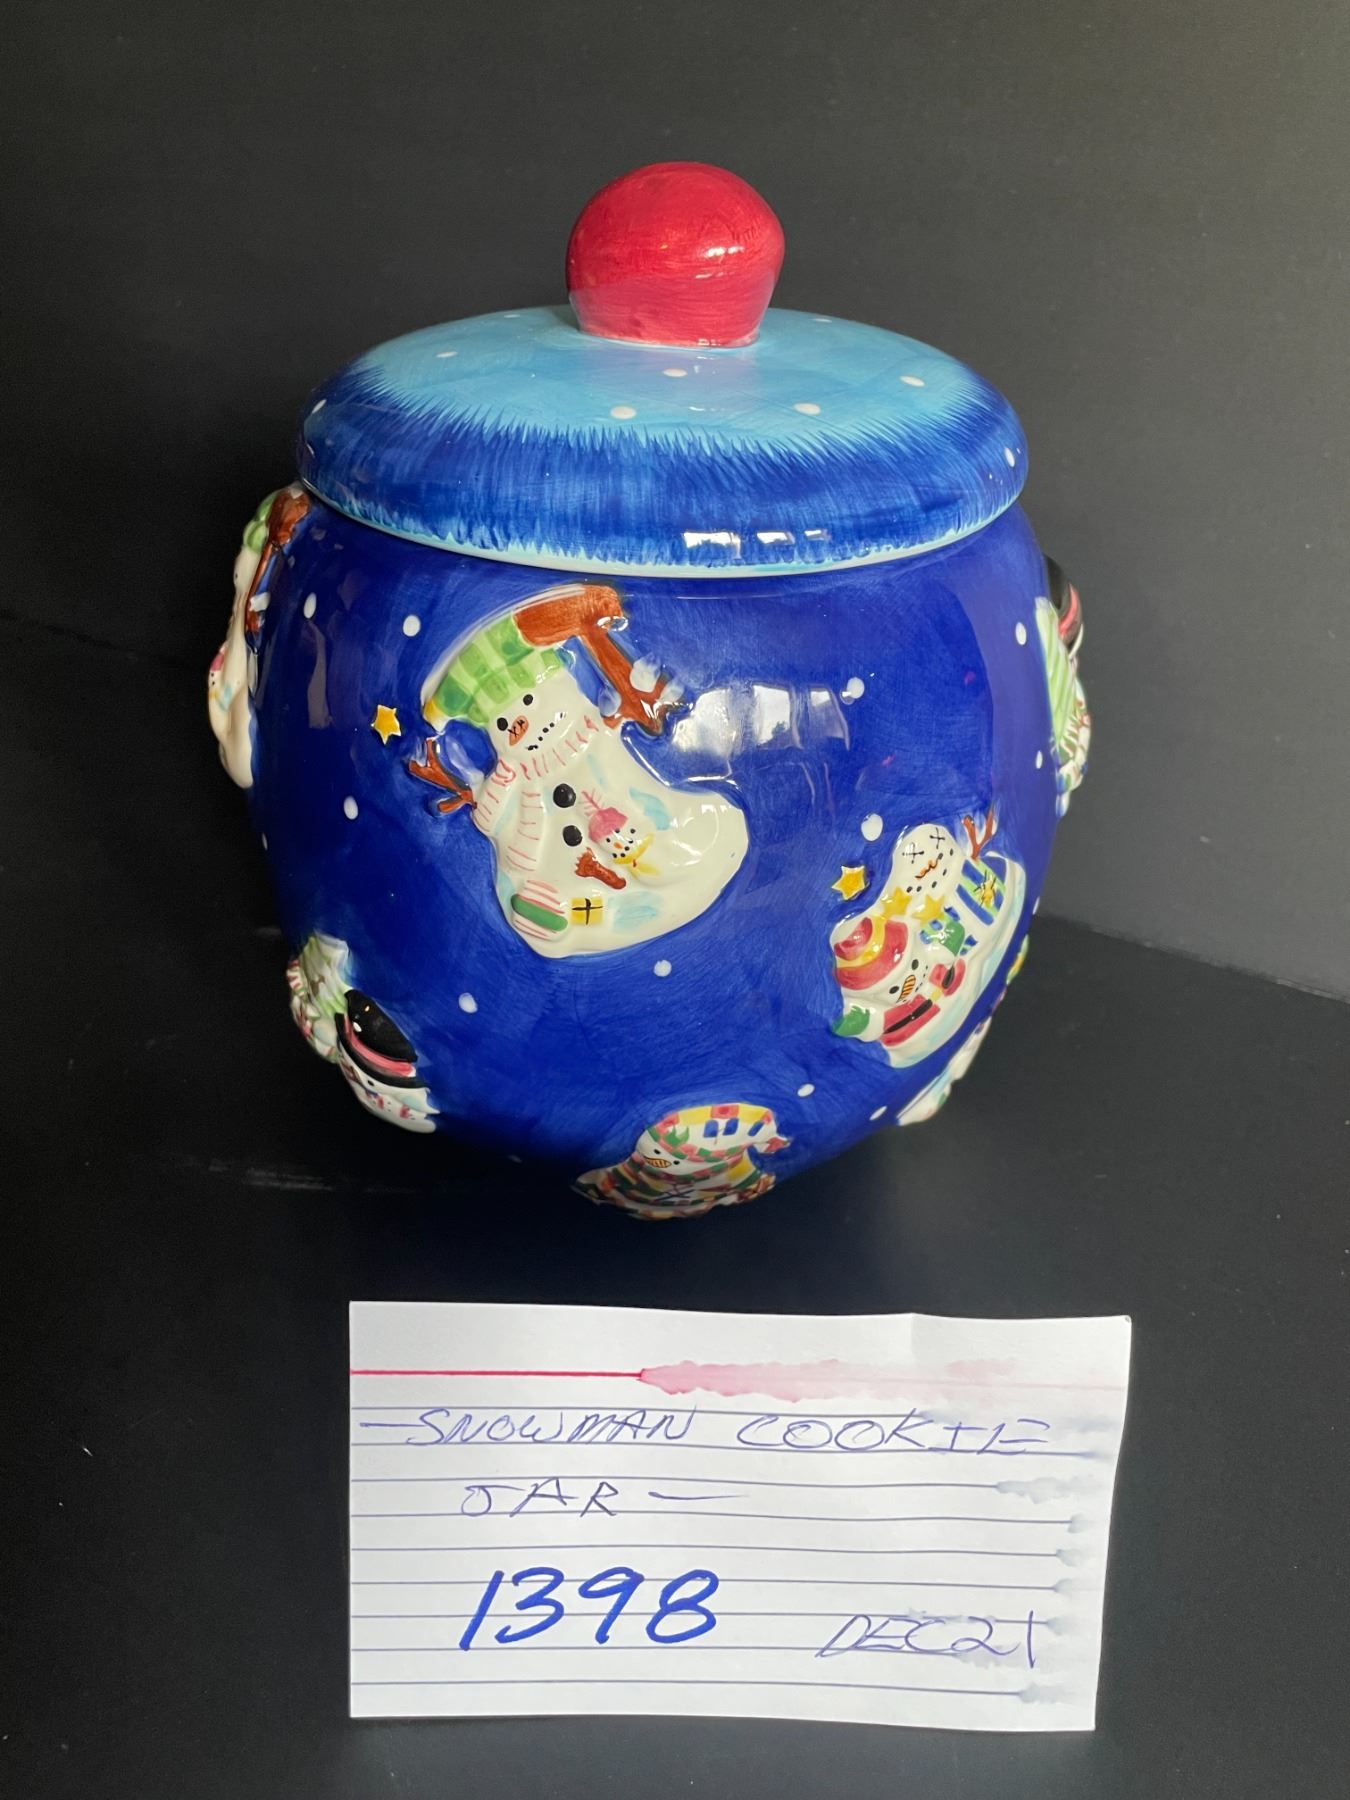 —SNOWMAN COOKIE
JAR—
1398 DEC21